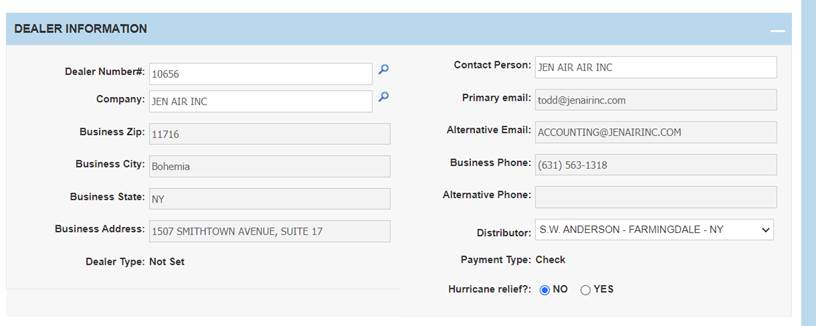 DEALER INFORMATION
Dealer Number#: 10656
Company: JEN AIR INC
Business Zip: 11716
Business City: Bohemia
Business State: NY
Business Address: 1507 SMITHTOWN AVENUE, SUITE 17
Dealer Type: Not Set
Contact Person: JEN AIR AIR INC
Primary email: todd@jenairinc.com
Alternative Email: ACCOUNTING@JENAIRINC.COM
Business Phone: (631) 563-1318
Alternative Phone:
Distributor: S.W. ANDERSON - FARMINGDALE - NY
Payment Type: Check
Hurricane relief?: NO YES